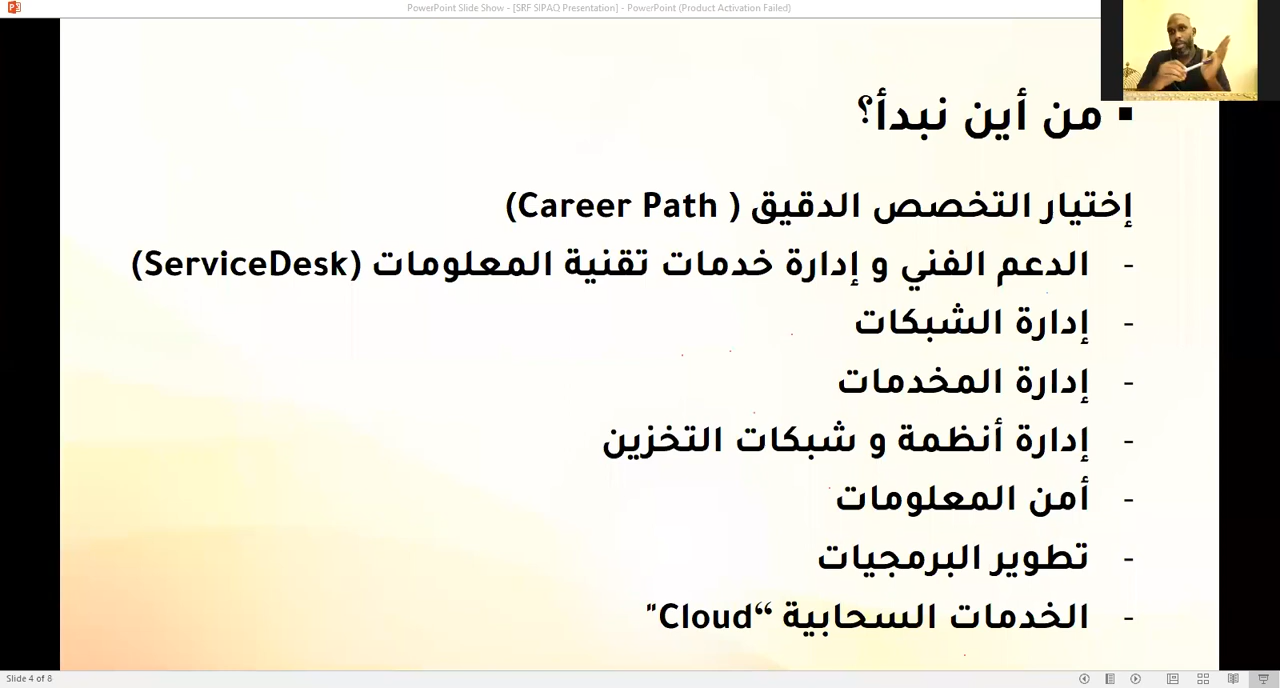 PowerPoint Slide Show - [SRF SIPAQ Presentation] - PowerPoint (Product Activation Failed)
▪ من أين نبدأ؟
إختيار التخصص الدقيق ( Career Path)
- الدعم الفني و إدارة خدمات تقنية المعلومات (ServiceDesk)
- إدارة الشبكات
- إدارة المخدمات
- إدارة أنظمة و شبكات التخزين
- أمن المعلومات
- تطوير البرمجيات
- الخدمات السحابية “Cloud"
Slide 4 of 8